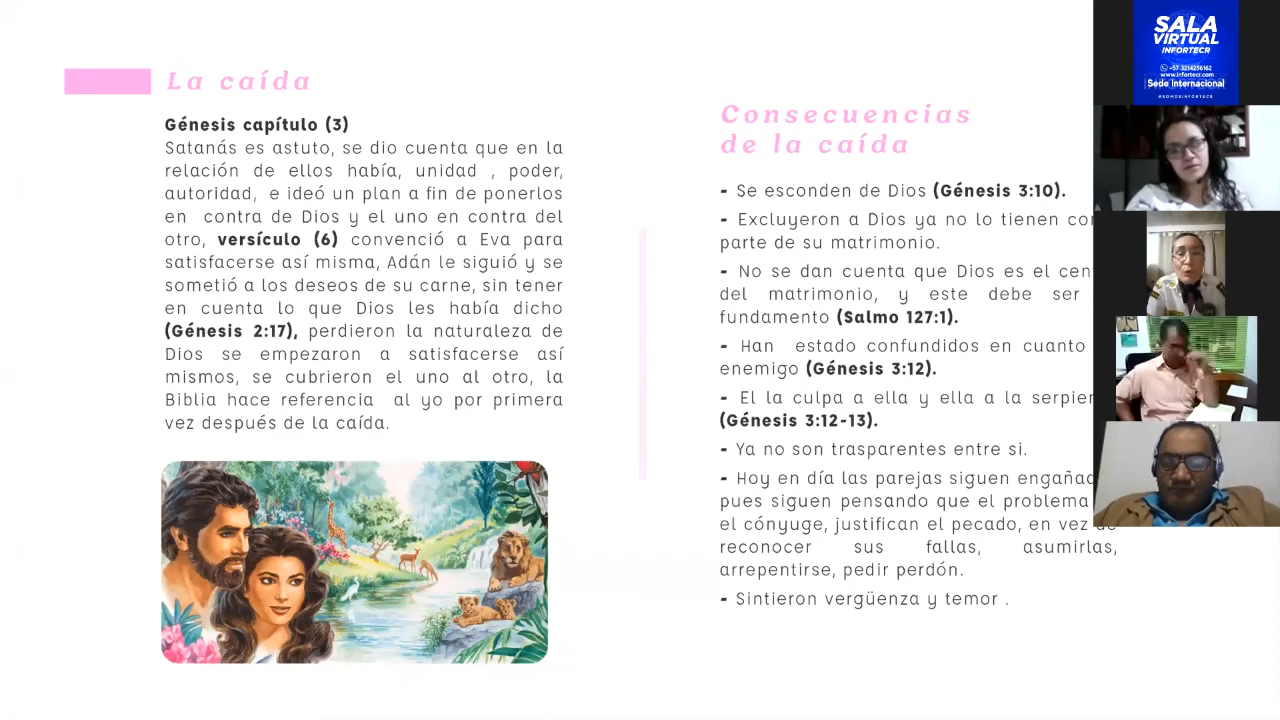 La caída
Génesis capítulo (3)
Satanás es astuto, se dio cuenta que en la
relación de ellos había, unidad , poder,
autoridad, e ideó un plan a fin de ponerlos
en contra de Dios y el uno en contra del
otro, versículo (6) convenció a Eva para
satisfacerse así misma, Adán le siguió y se
sometió a los deseos de su carne, sin tener
en cuenta lo que Dios les había dicho
(Génesis 2:17), perdieron la naturaleza de
Dios se empezaron a satisfacerse así
mismos, se cubrieron el uno al otro, la
Biblia hace referencia al yo por primera
vez después de la caída.
Consecuencias
de la caída
- Se esconden de Dios (Génesis 3:10).
- Excluyeron a Dios ya no lo tienen
parte de su matrimonio.
- No se dan cuenta que Dios es el
del matrimonio, y este debe ser
fundamento (Salmo 127:1).
- Han estado confundidos en cuanto
enemigo (Génesis 3:12).
- El la culpa a ella y ella a la
(Génesis 3:12-13).
- Ya no son trasparentes entre si.
- Hoy en día las parejas siguen
pues siguen pensando que el problema
el cónyuge, justifican el pecado, en vez
reconocer sus fallas, asumirlas,
arrepentirse, pedir perdón.
- Sintieron vergüenza y temor .
SALA
VIRTUAL
INFORTECR
+57 3214256162
www.infortecr.com
Sede Internacional
#SOMOSINFORTECR